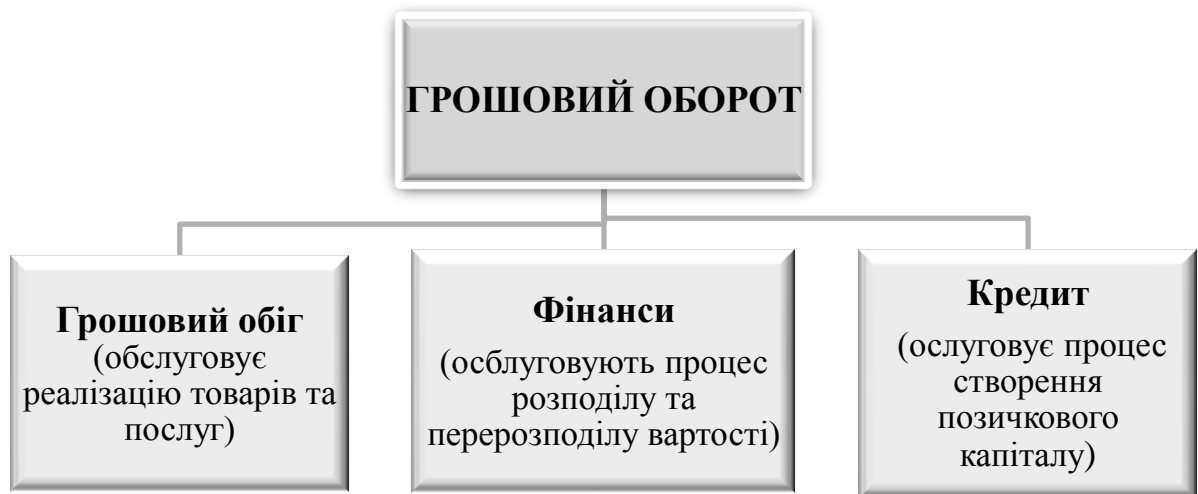 ГРОШОВИЙ ОБОРОТ
Грошовий обіг
(обслуговує
реалізацію товарів та
послуг)
Фінанси
(осблуговують процес
розподілу та
перерозподілу вартості)
Кредит
(ослуговує процес
створення
позичкового
капіталу)